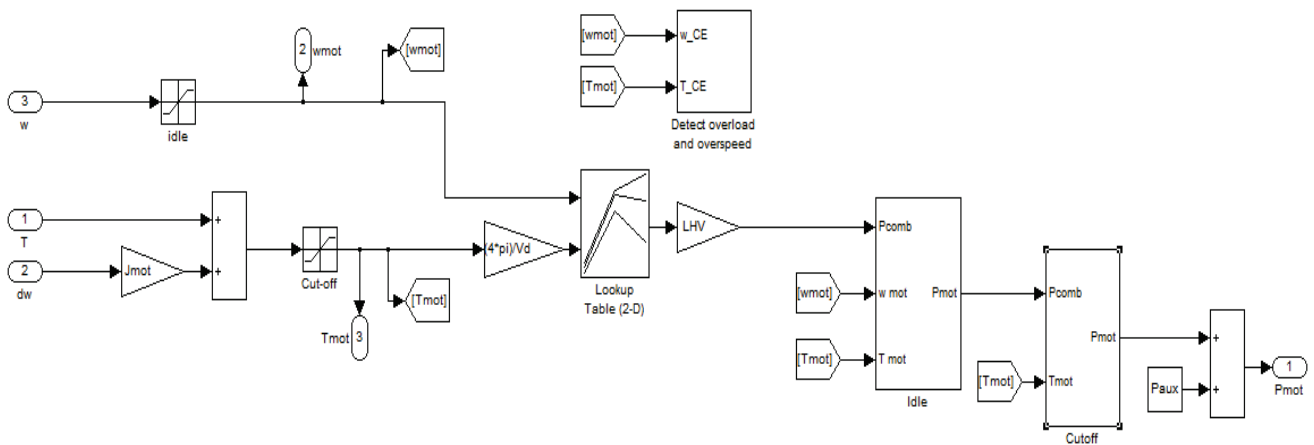 2
wmot
[wmot]
[wmot]
w_CE
[Tmot]
T_CE
Detect overload
and overspeed
3
w
idle
1
T
2
dw
Jmot
+
+
Cut-off
[Tmot]
Tmot
3
(4*pi)/Vd
Lookup
Table (2-D)
LHV
Pcomb
[wmot]
w mot
Pmot
[Tmot]
T mot
Idle
Pcomb
Pmot
[Tmot]
Tmot
Cutoff
Paux
+
+
1
Pmot